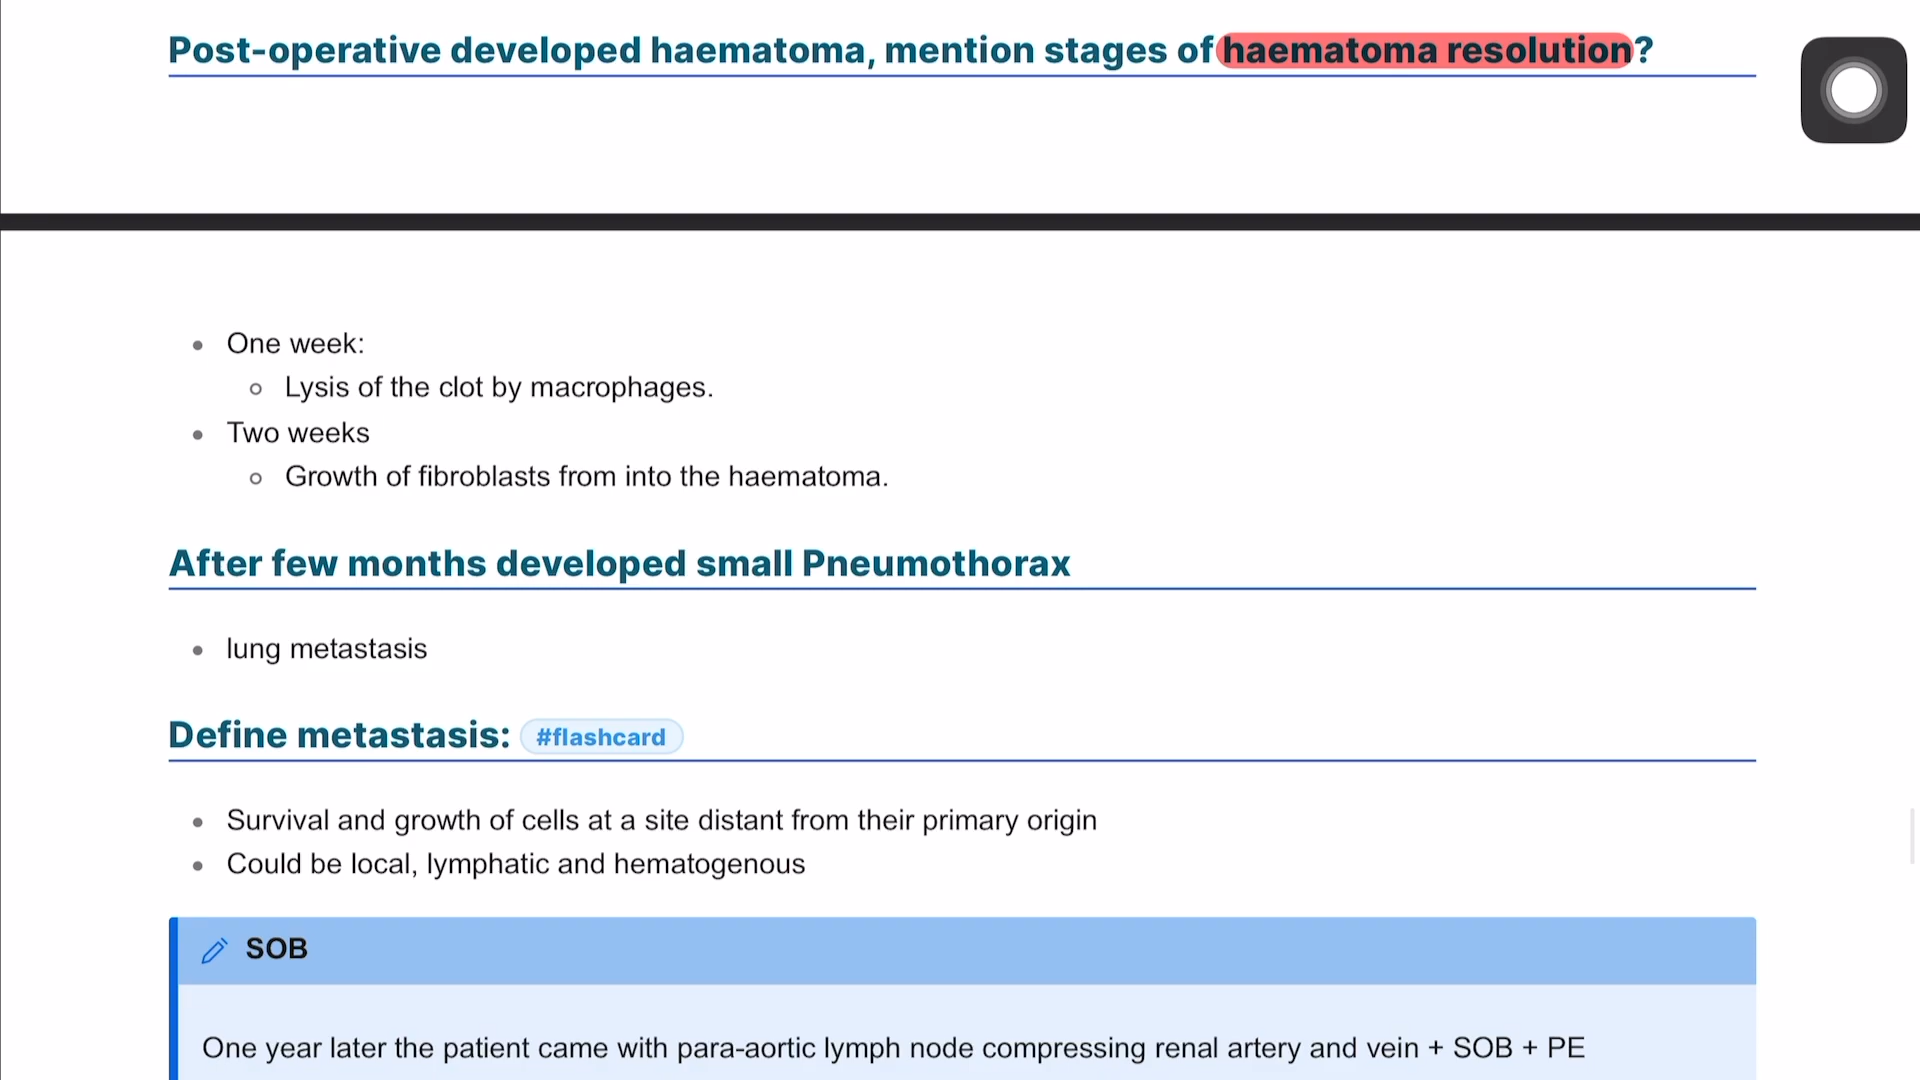 Post-operative developed haematoma, mention stages of haematoma resolution?
One week:
Lysis of the clot by macrophages.
Two weeks
Growth of fibroblasts from into the haematoma.
After few months developed small Pneumothorax
lung metastasis
Define metastasis: #flashcard
Survival and growth of cells at a site distant from their primary origin
Could be local, lymphatic and hematogenous
SOB
One year later the patient came with para-aortic lymph node compressing renal artery and vein + SOB + PE